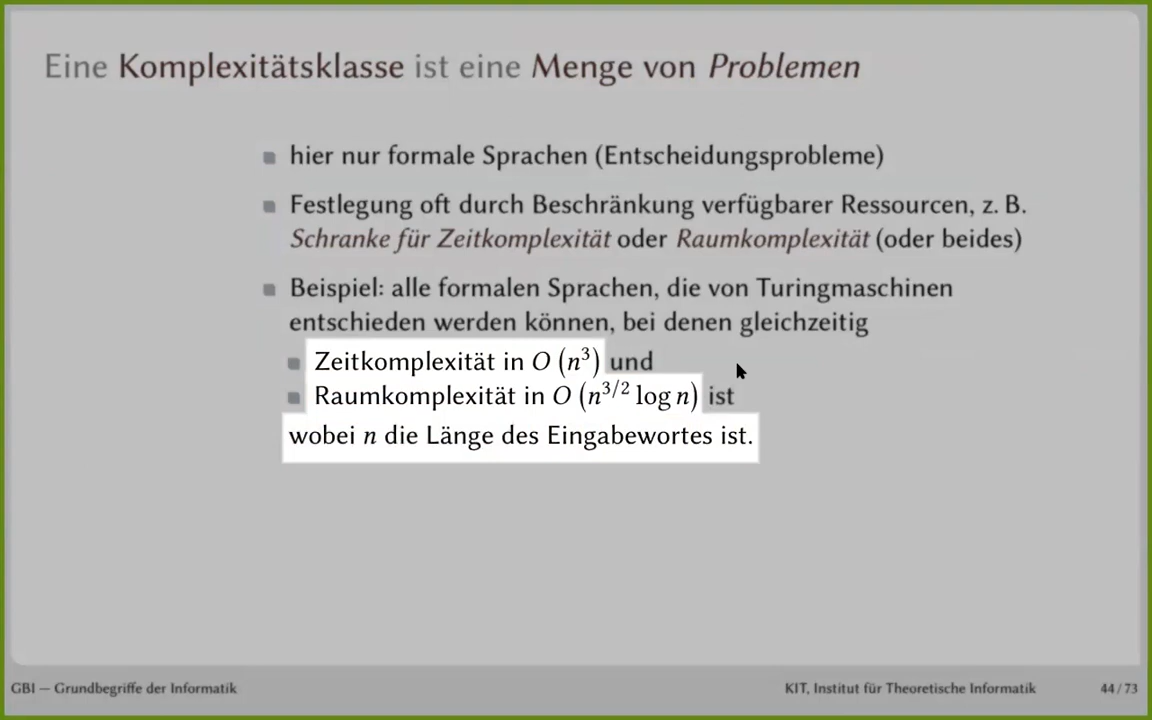 Eine Komplexitätsklasse ist eine Menge von Problemen
hier nur formale Sprachen (Entscheidungsprobleme)
Festlegung oft durch Beschränkung verfügbarer Ressourcen, z. B.
Schranke für Zeitkomplexität oder Raumkomplexität (oder beides)
Beispiel: alle formalen Sprachen, die von Turingmaschinen
entschieden werden können, bei denen gleichzeitig
Zeitkomplexität in O (n³) und
Raumkomplexität in O (n^{3/2} log n) ist
wobei n die Länge des Eingabewortes ist.
GBI — Grundbegriffe der Informatik
KIT, Institut für Theoretische Informatik
44 / 73